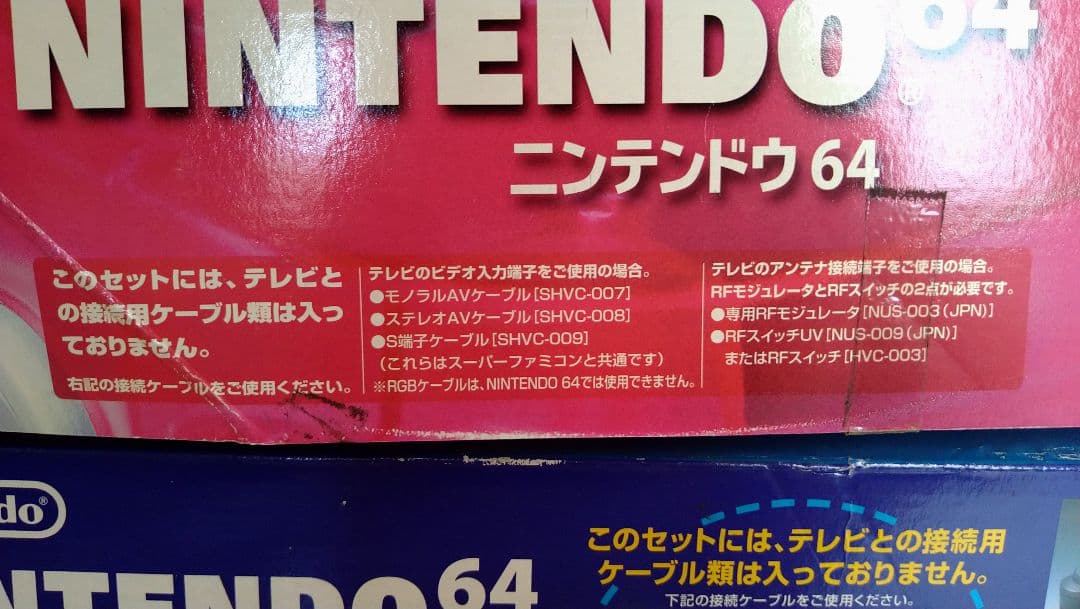 NINTENDO 64
®
ニンテンドウ 64
このセットには、テレビと
の接続用ケーブル類は入っ
ておりません。
右記の接続ケーブルをご使用ください。
テレビのビデオ入力端子をご使用の場合。
●モノラルAVケーブル[SHVC-007]
●ステレオAVケーブル[SHVC-008]
●S端子ケーブル[SHVC-009]
(これらはスーパーファミコンと共通です)
※RGBケーブルは、NINTENDO 64では使用できません。
テレビのアンテナ接続端子をご使用の場合。
RFモジュレータとRFスイッチの2点が必要です。
●専用RFモジュレータ[NUS-003(JPN)]
●RFスイッチUV[NUS-009(JPN)]
またはRFスイッチ[HVC-003]
do®
NTENDO 64
このセットには、テレビとの接続用
ケーブル類は入っておりません。
下記の接続ケーブルをご使用ください。